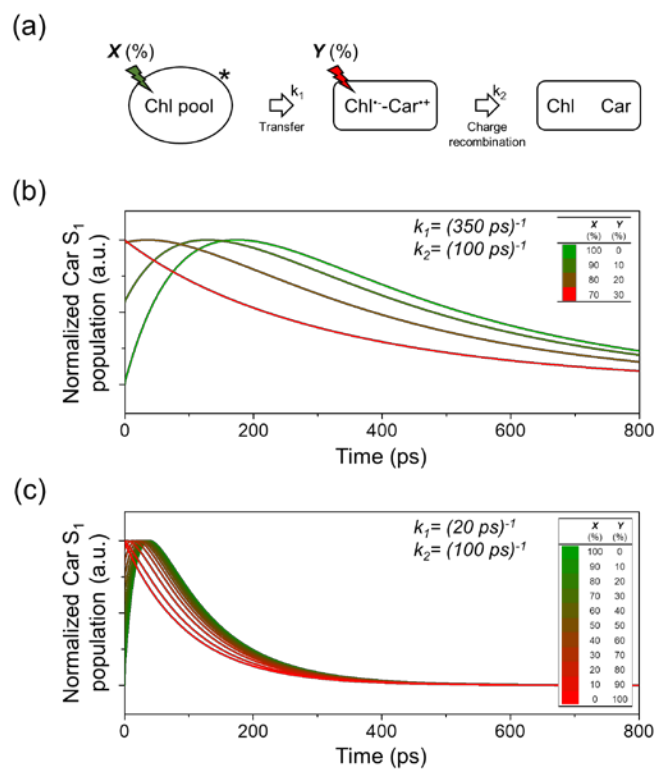 (a)
X (%)
Y (%)
*
Chl pool
k₁
Transfer
Chl•–-Car•+
k₂
Charge
recombination
Chl Car
(b)
Normalized Car S₁
population (a.u.)
k₁= (350 ps)⁻¹
k₂= (100 ps)⁻¹
X Y
(%) (%)
100 0
90 10
80 20
70 30
0 200 400 600 800
Time (ps)
(c)
Normalized Car S₁
population (a.u.)
k₁= (20 ps)⁻¹
k₂= (100 ps)⁻¹
X Y
(%) (%)
100 0
90 10
80 20
70 30
60 40
50 50
40 60
30 70
20 80
10 90
0 100
0 200 400 600 800
Time (ps)